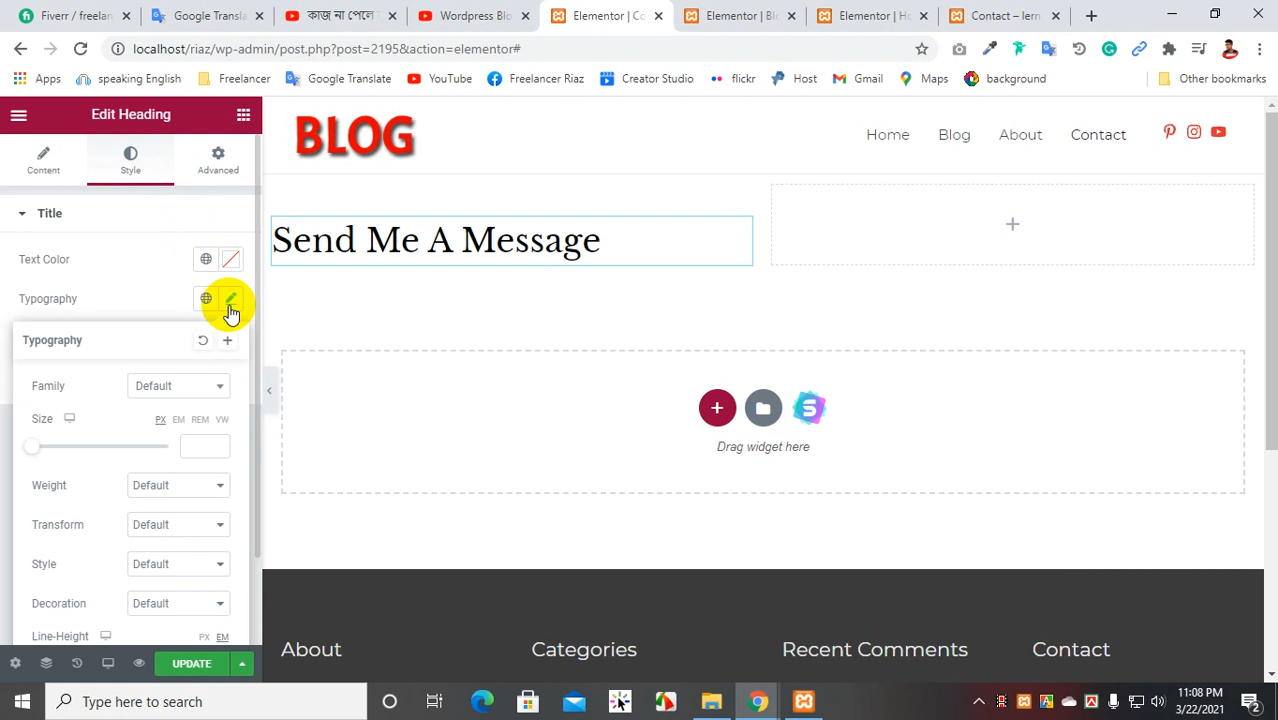 Fiver / freelan
Google Transla
কাজ না পেলে
Wordpress Blo
Elementor | Co
Elementor | Blo
Elementor | Ho
Contact – lern
localhost/riaz/wp-admin/post.php?post=2195&action=elementor#
Apps
speaking English
Freelancer
Google Translate
YouTube
Freelancer Riaz
Creator Studio
flickr
Host
Gmail
Maps
background
Other bookmarks
Edit Heading
Content
Style
Advanced
BLOG
Home
Blog
About
Contact
Title
Text Color
Typography
Send Me A Message
Typography
Family
Default
Size
PX
EM
REM
VW
Weight
Default
Transform
Default
Style
Default
Decoration
Default
Line-Height
PX
EM
Drag widget here
UPDATE
About
Categories
Recent Comments
Contact
Type here to search
11:08 PM
3/22/2021
2